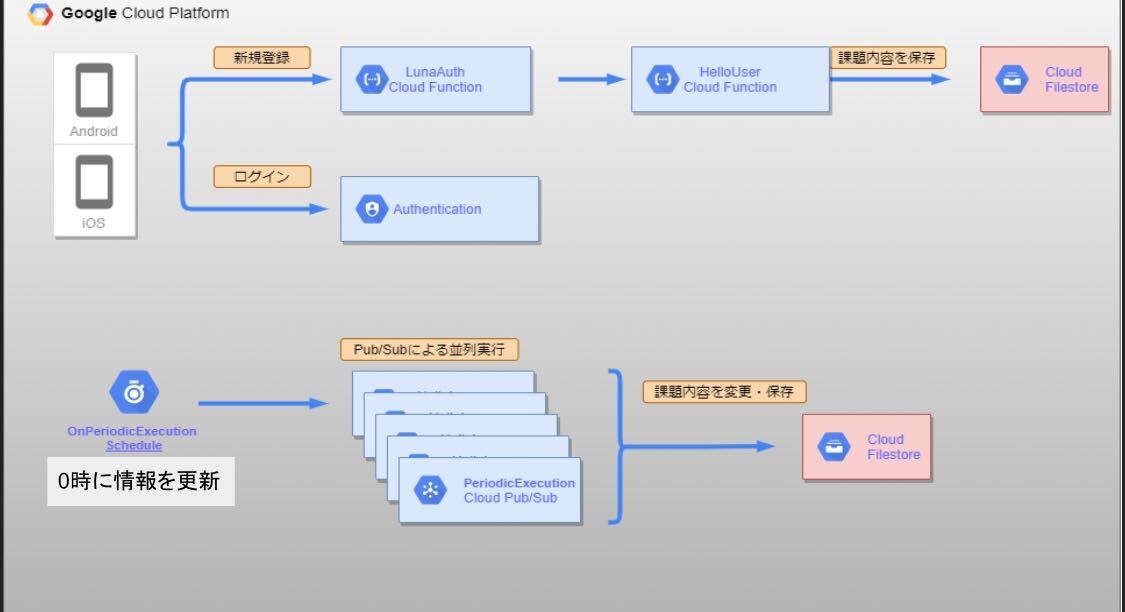 Google Cloud Platform
新規登録
課題内容を保存
LunaAuth
Cloud Function
HelloUser
Cloud Function
Cloud
Filestore
Android
ログイン
Authentication
iOS
Pub/Subによる並列実行
課題内容を変更・保存
OnPeriodicExecution
Schedule
Cloud
Filestore
0時に情報を更新
PeriodicExecution
Cloud Pub/Sub